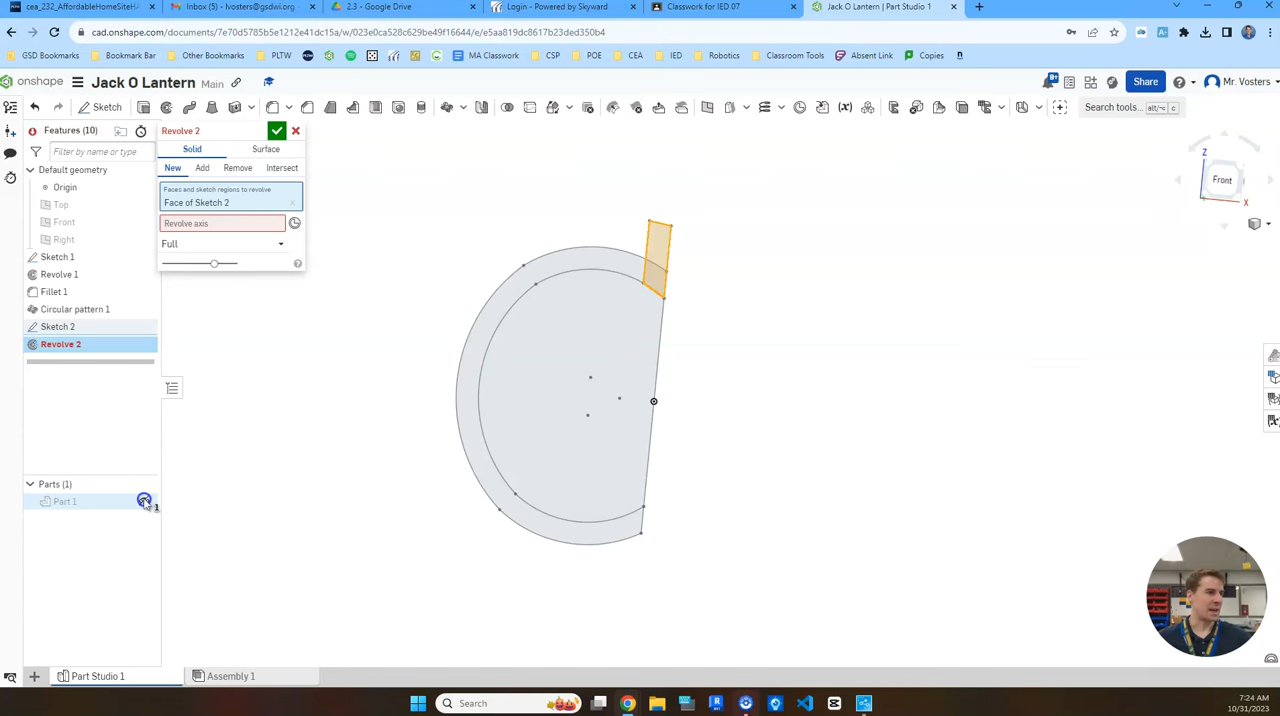 cea_232_AffordableHomeSiteHA
Inbox (5) - lvosters@gsdwi.org
2.3 - Google Drive
Login - Powered by Skyward
Classwork for IED 07
Jack O Lantern | Part Studio 1
cad.onshape.com/documents/7e70d5785b5e1212e41dc15a/w/023e0ca528c629be49f16644/e/e5aa819dc8617b23ded350b4
GSD Bookmarks
Bookmark Bar
Other Bookmarks
PLTW
MA Classwork
CSP
POE
CEA
IED
Robotics
Classroom Tools
Absent Link
Copies
onshape
Jack O Lantern
Main
9+
Share
Mr. Vosters
Sketch
Search tools...
alt/⌥
c
Features (10)
Filter by name or type
Default geometry
Origin
Top
Front
Right
Sketch 1
Revolve 1
Fillet 1
Circular pattern 1
Sketch 2
Revolve 2
Revolve 2
Solid
Surface
New
Add
Remove
Intersect
Faces and sketch regions to revolve
Face of Sketch 2
Revolve axis
Full
Z
Front
X
Parts (1)
Part 1
1
Part Studio 1
Assembly 1
Search
7:24 AM
10/31/2023